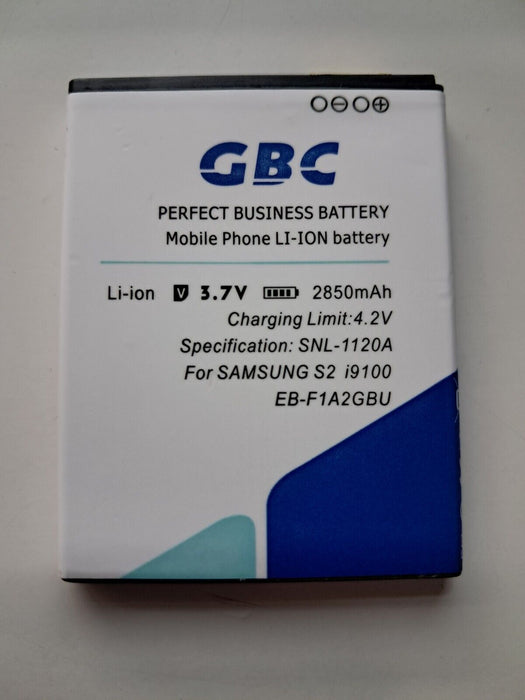 GBC
PERFECT BUSINESS BATTERY
Mobile Phone LI-ION battery
Li-ion V 3.7V 2850mAh
Charging Limit:4.2V
Specification: SNL-1120A
For SAMSUNG S2 i9100
EB-F1A2GBU